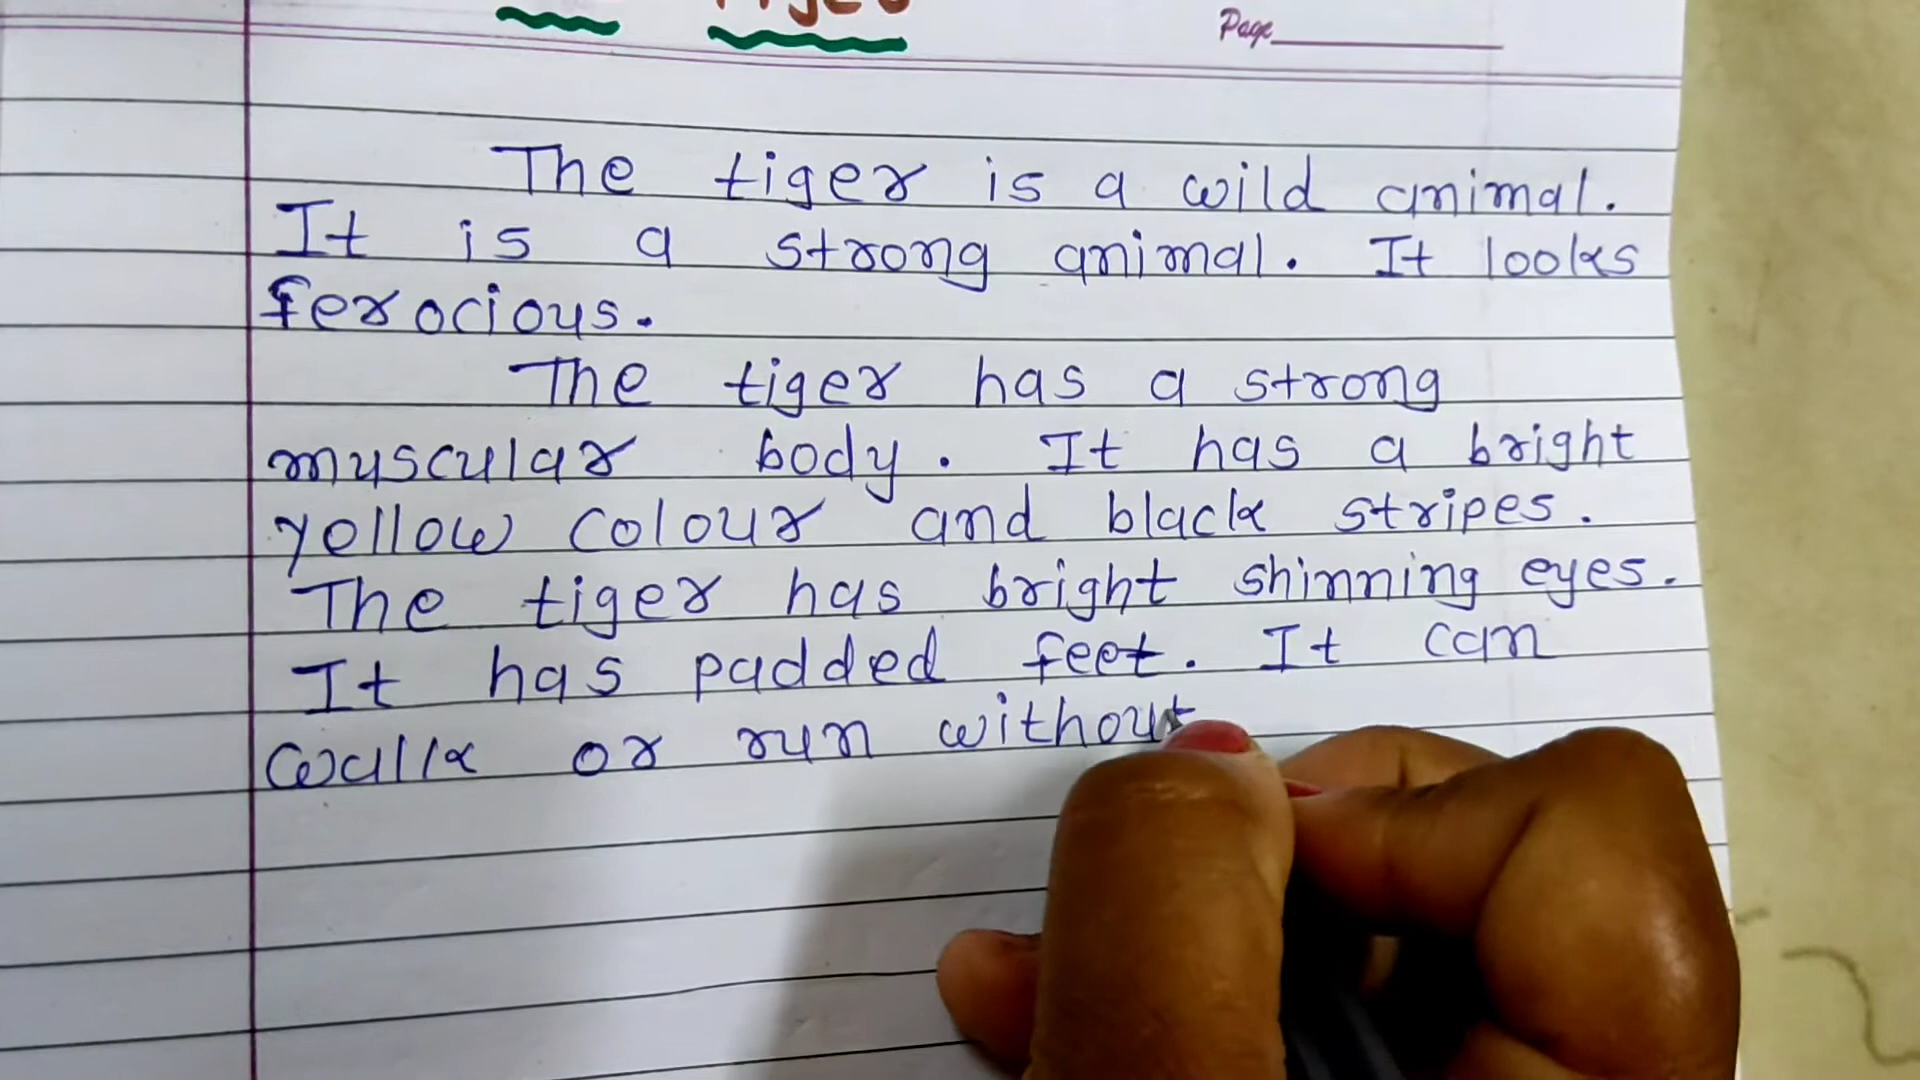 Tiger
Page
The tiger is a wild animal.
It is a strong animal. It looks
ferocious.
The tiger has a strong
muscular body. It has a bright
yellow colour and black stripes.
The tiger has bright shinning eyes.
It has padded feet. It can
walk or run without